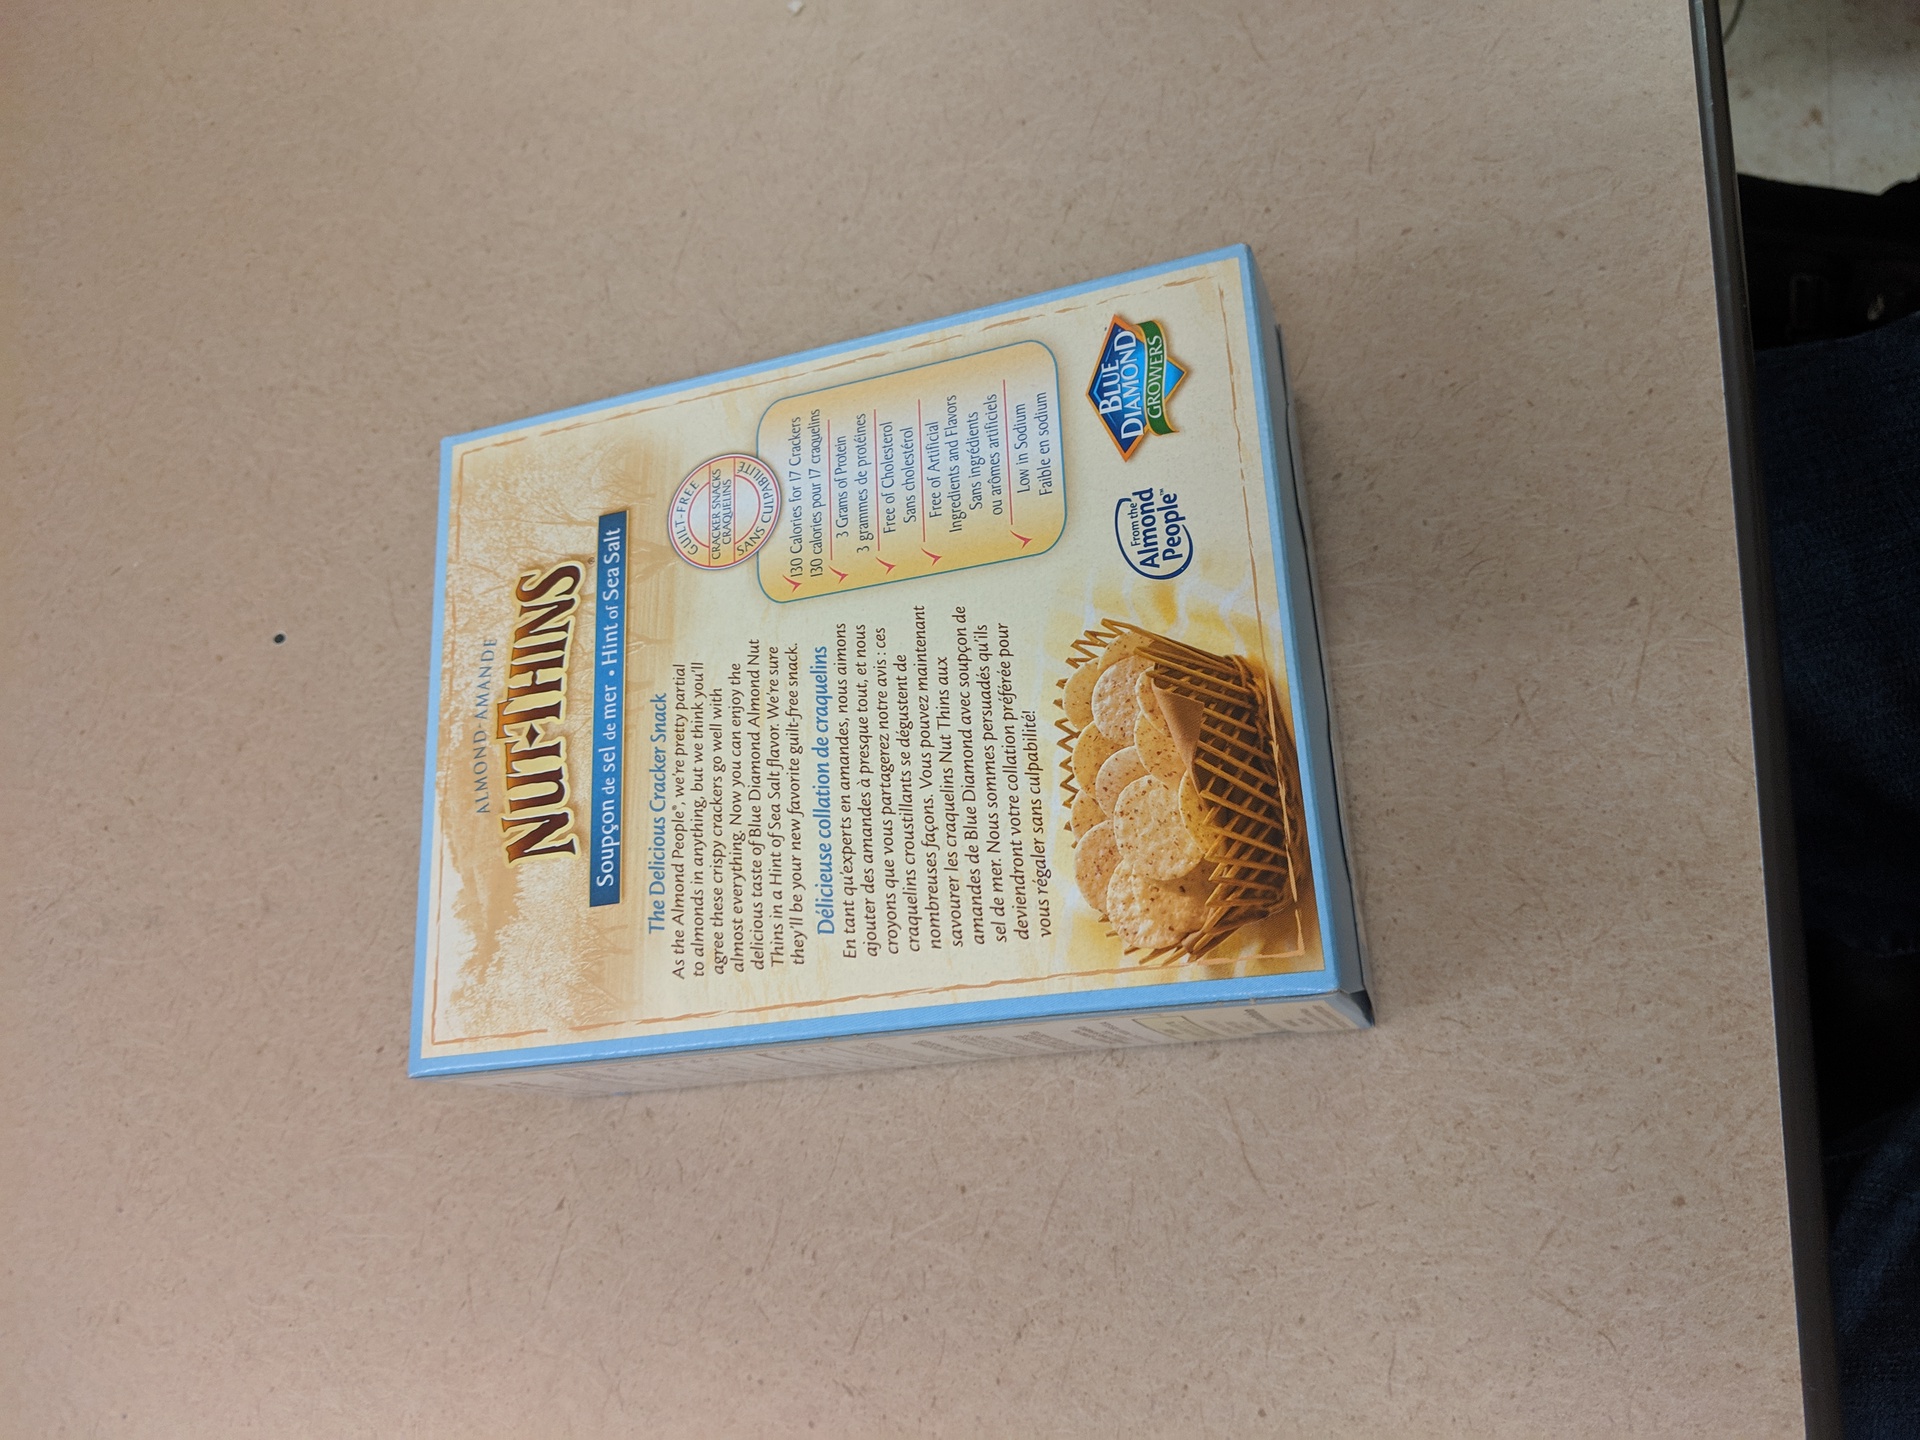 ALMOND-AMANDE
NUT-THINS®
Soupçon de sel de mer • Hint of Sea Salt
The Delicious Cracker Snack
As the Almond People®, we're pretty partial
to almonds in anything, but we think you'll
agree these crispy crackers go well with
almost everything. Now you can enjoy the
delicious taste of Blue Diamond Almond Nut
Thins in a Hint of Sea Salt flavor. We're sure
they'll be your new favorite guilt-free snack.
Délicieuse collation de craquelins
En tant qu'experts en amandes, nous aimons
ajouter des amandes à presque tout, et nous
croyons que vous partagerez notre avis : ces
craquelins croustillants se dégustent de
nombreuses façons. Vous pouvez maintenant
savourer les craquelins Nut Thins aux
amandes de Blue Diamond avec soupçon de
sel de mer. Nous sommes persuadés qu'ils
deviendront votre collation préférée pour
vous régaler sans culpabilité!
GUILT-FREE
CRACKER SNACKS
CRAQUELINS
SANS CULPABILITÉ
130 Calories for 17 Crackers
130 calories pour 17 craquelins
3 Grams of Protein
3 grammes de protéines
Free of Cholesterol
Sans cholestérol
Free of Artificial
Ingredients and Flavors
Sans ingrédients
ou arômes artificiels
Low in Sodium
Faible en sodium
From the
Almond
People™
BLUE
DIAMOND™
GROWERS